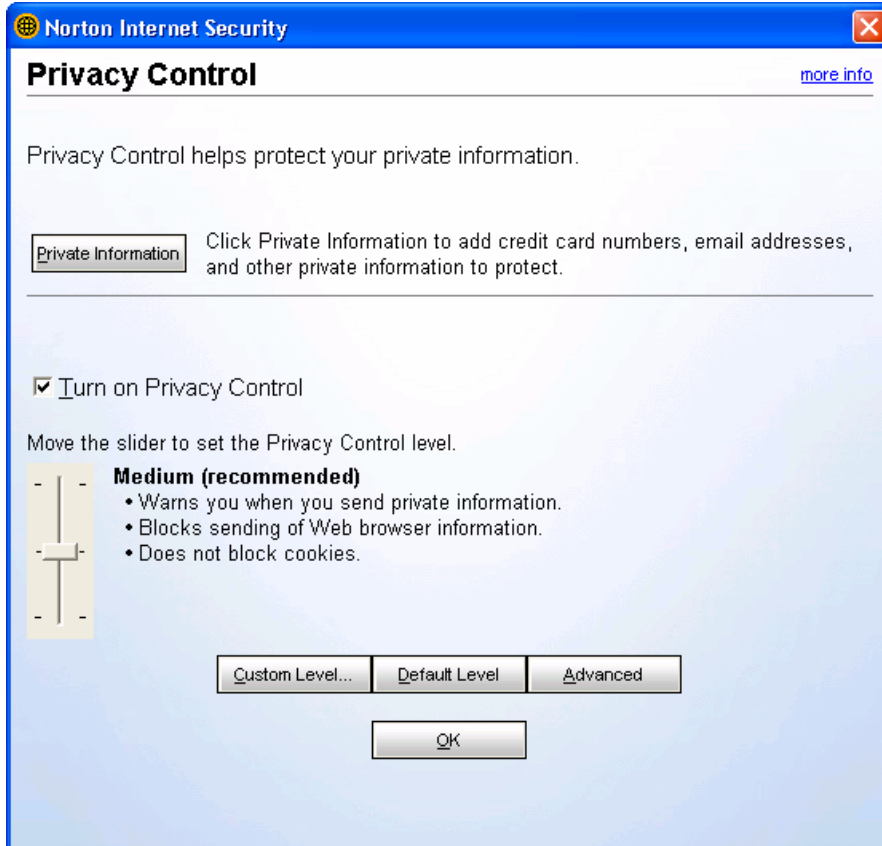 Norton Internet Security
Privacy Control
more info
Privacy Control helps protect your private information.
Private Information
Click Private Information to add credit card numbers, email addresses,
and other private information to protect.
Turn on Privacy Control
Move the slider to set the Privacy Control level.
Medium (recommended)
• Warns you when you send private information.
• Blocks sending of Web browser information.
• Does not block cookies.
Custom Level... Default Level Advanced
OK